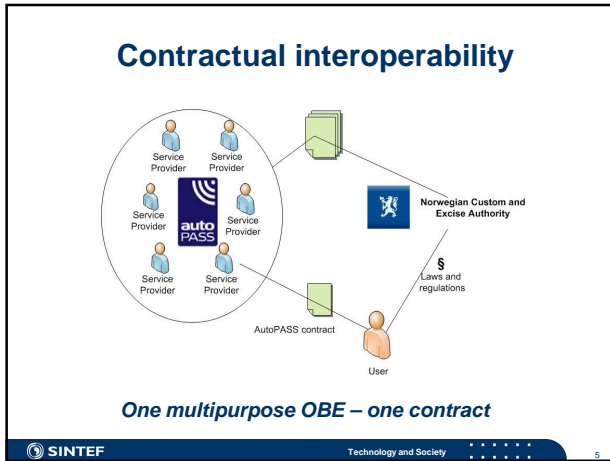 Contractual interoperability
Service
Provider
Service
Provider
Service
Provider
auto
PASS
Service
Provider
Service
Provider
Service
Provider
Norwegian Custom and
Excise Authority
§
Laws and
regulations
AutoPASS contract
User
One multipurpose OBE – one contract
SINTEF
Technology and Society
5